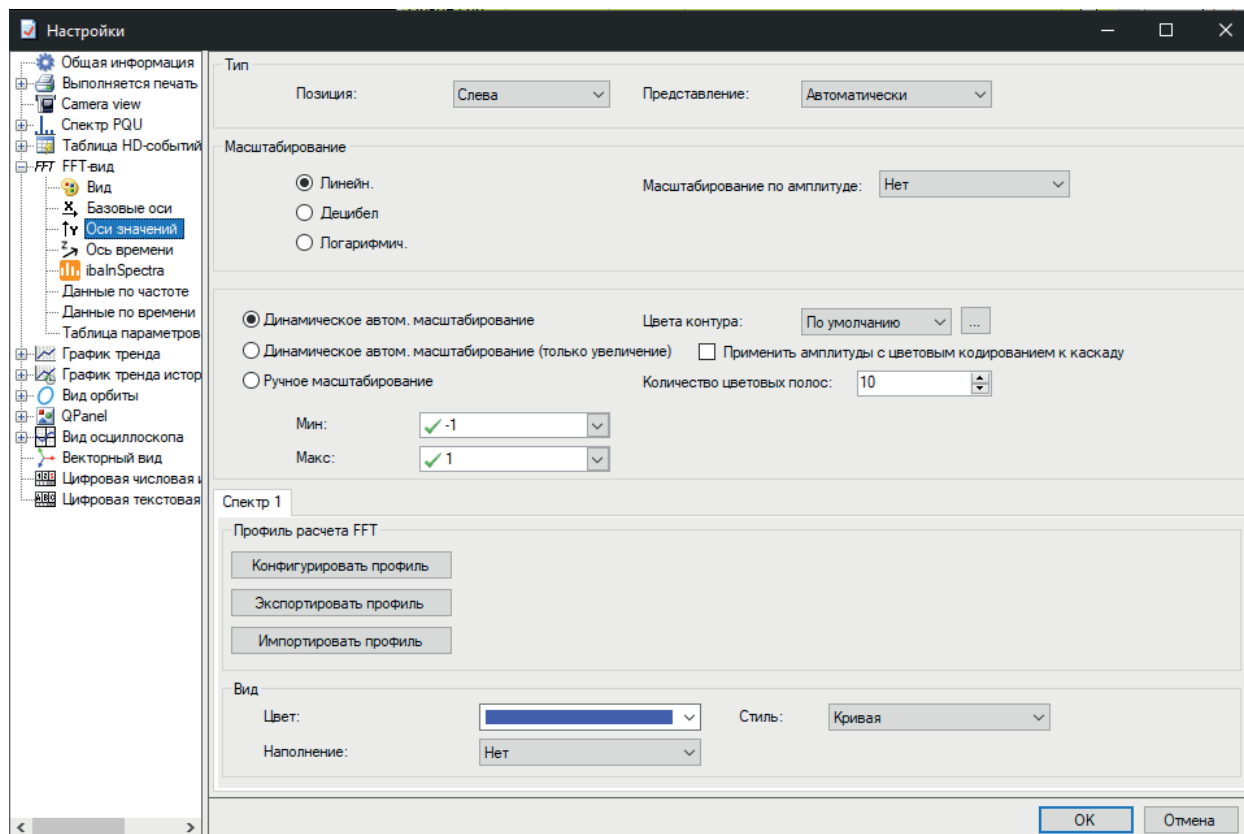 Настройки
Общая информация
Выполняется печать
Camera view
Спектр PQU
Таблица HD-событий
FFT FFT-вид
Вид
X Базовые оси
Y Оси значений
Z Ось времени
ibaInSpectra
Данные по частоте
Данные по времени
Таблица параметров
График тренда
График тренда истор
Вид орбиты
QPanel
Вид осциллоскопа
Векторный вид
Цифровая числовая и
Цифровая текстовая
Тип
Позиция: Слева Представление: Автоматически
Масштабирование
Линейн. Масштабирование по амплитуде: Нет
Децибел
Логарифмич.
Динамическое автом. масштабирование Цвета контура: По умолчанию ...
Динамическое автом. масштабирование (только увеличение) Применить амплитуды с цветовым кодированием к каскаду
Ручное масштабирование Количество цветовых полос: 10
Мин: -1
Макс: 1
Спектр 1
Профиль расчета FFT
Конфигурировать профиль
Экспортировать профиль
Импортировать профиль
Вид
Цвет: Стиль: Кривая
Наполнение: Нет
OK Отмена